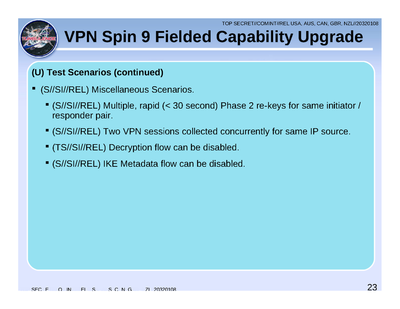 TOP SECRET//COMINT//REL USA, AUS, CAN, GBR, NZL//20320108
VPN Spin 9 Fielded Capability Upgrade
(U) Test Scenarios (continued)
• (S//SI//REL) Miscellaneous Scenarios.
▪ (S//SI//REL) Multiple, rapid (< 30 second) Phase 2 re-keys for same initiator /
responder pair.
▪ (S//SI//REL) Two VPN sessions collected concurrently for same IP source.
▪ (TS//SI//REL) Decryption flow can be disabled.
▪ (S//SI//REL) IKE Metadata flow can be disabled.
20320108
23